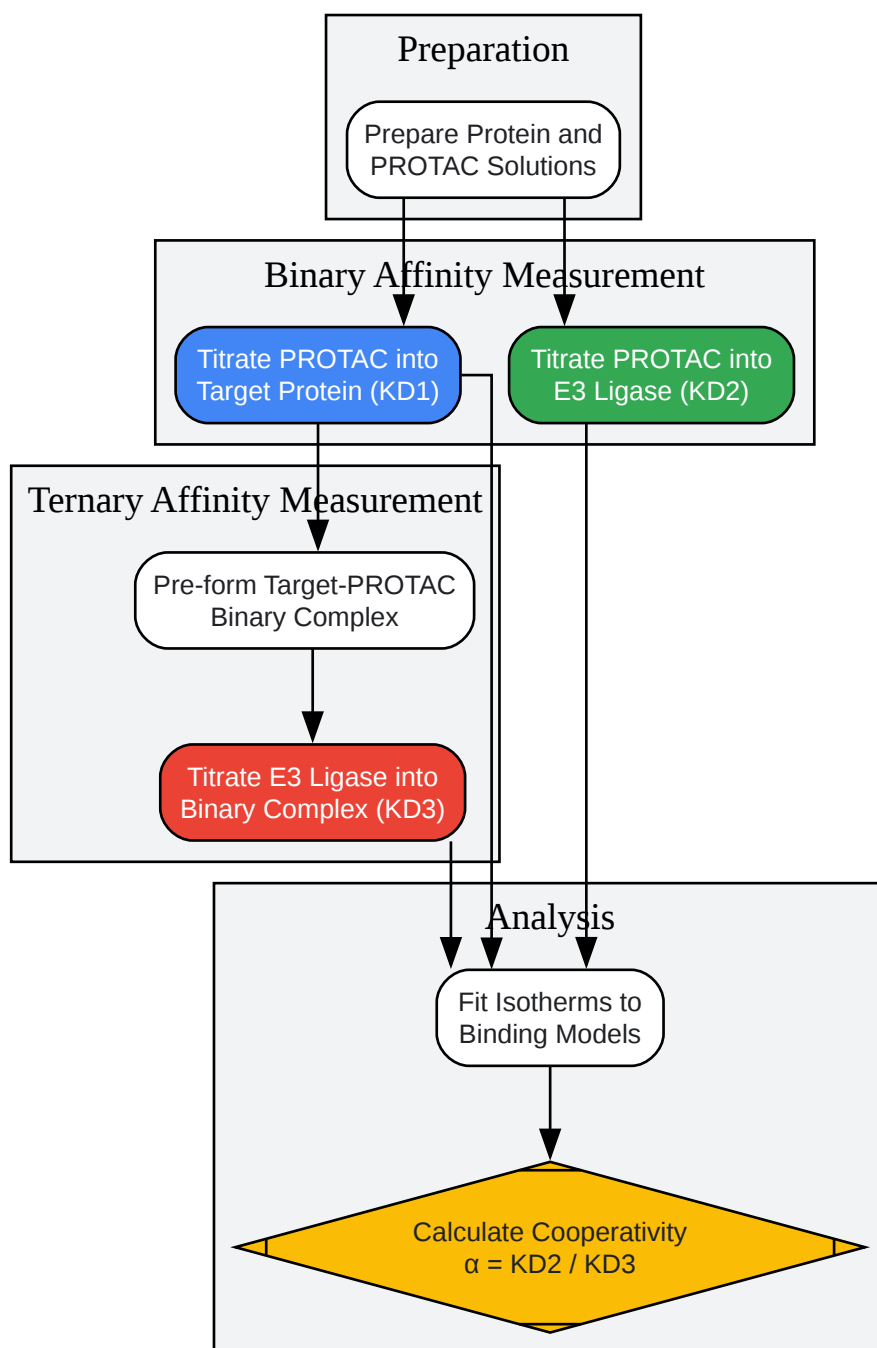 Preparation
Prepare Protein and
PROTAC Solutions
Binary Affinity Measurement
Titrate PROTAC into
Target Protein (KD1)
Titrate PROTAC into
E3 Ligase (KD2)
Ternary Affinity Measurement
Pre-form Target-PROTAC
Binary Complex
Titrate E3 Ligase into
Binary Complex (KD3)
Analysis
Fit Isotherms to
Binding Models
Calculate Cooperativity
α = KD2 / KD3